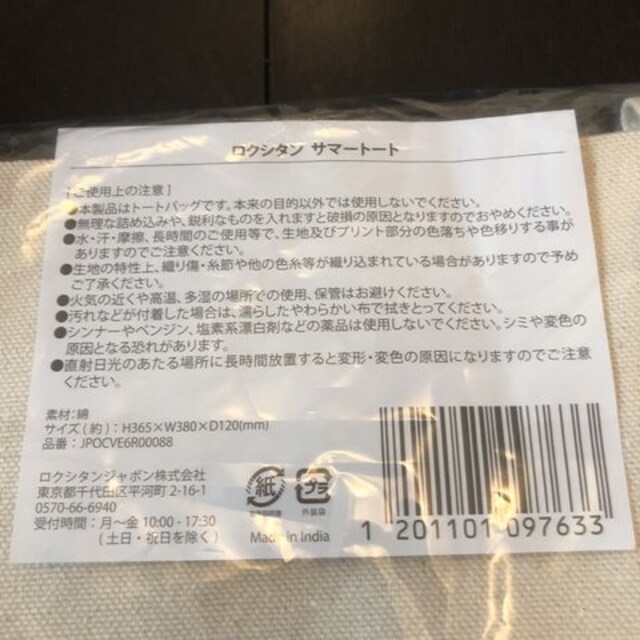 ロクシタン サマートート
[ご使用上の注意]
●本製品はトートバッグです。本来の目的以外では使用しないでください。
●無理な詰め込みや、鋭利なものを入れますと破損の原因となりますのでおやめください。
●水・汗・摩擦、長時間のご使用等で、生地及びプリント部分の色落ちや色移りする事が
ありますのでご注意ください。
●生地の特性上、織り傷・糸節や他の色糸等が織り込まれている場合がありますので予め
ご了承ください。
●火気の近くや高温、多湿の場所での使用、保管はお避けください。
●汚れなどが付着した場合は、濡らしたやわらかい布で拭きとってください。
●シンナーやベンジン、塩素系漂白剤などの薬品は使用しないでください。シミや変色の
原因となる恐れがあります。
●直射日光のあたる場所に長時間放置すると変形・変色の原因になりますのでご注意
ください。
素材:綿
サイズ(約):H365×W380×D120(mm)
品番:JPOCVE6R00088
ロクシタンジャポン株式会社
東京都千代田区平河町2-16-1
0570-66-6940
受付時間:月~金 10:00-17:30
(土日・祝日を除く)
紙
プラ
外装袋
Made in India
1 201101 097633